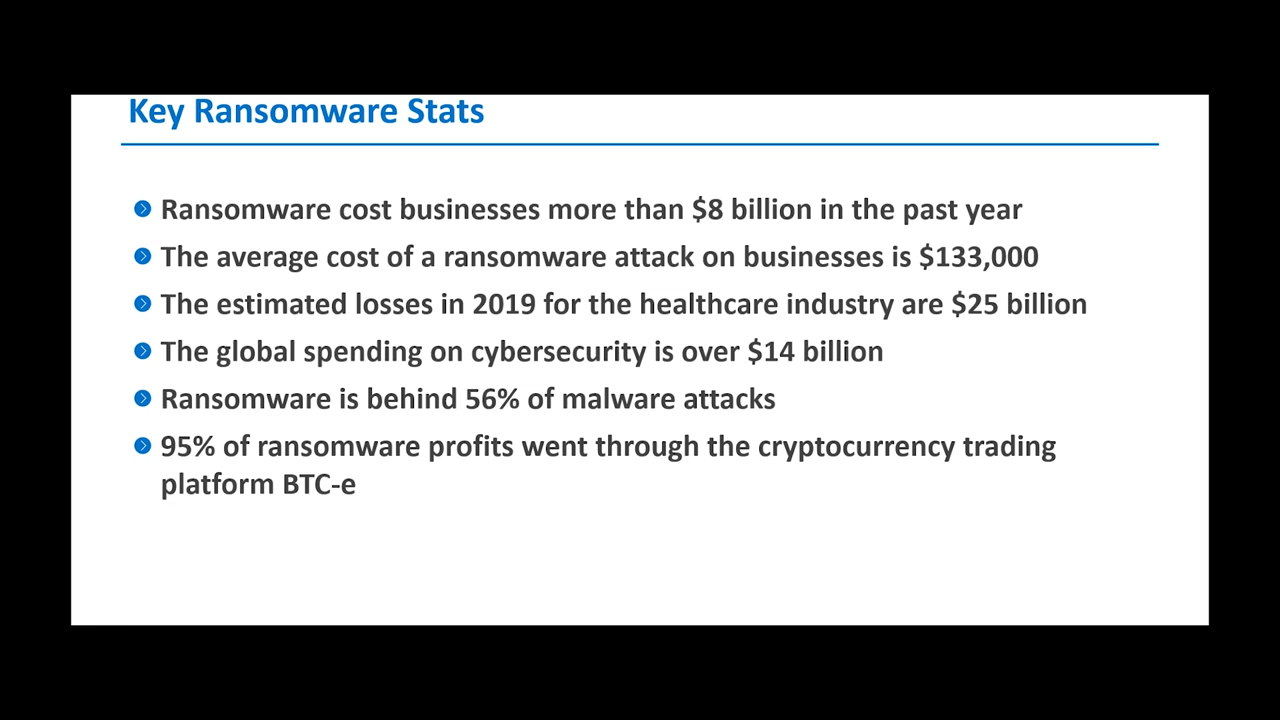 Key Ransomware Stats
Ransomware cost businesses more than $8 billion in the past year
The average cost of a ransomware attack on businesses is $133,000
The estimated losses in 2019 for the healthcare industry are $25 billion
The global spending on cybersecurity is over $14 billion
Ransomware is behind 56% of malware attacks
95% of ransomware profits went through the cryptocurrency trading
platform BTC-e